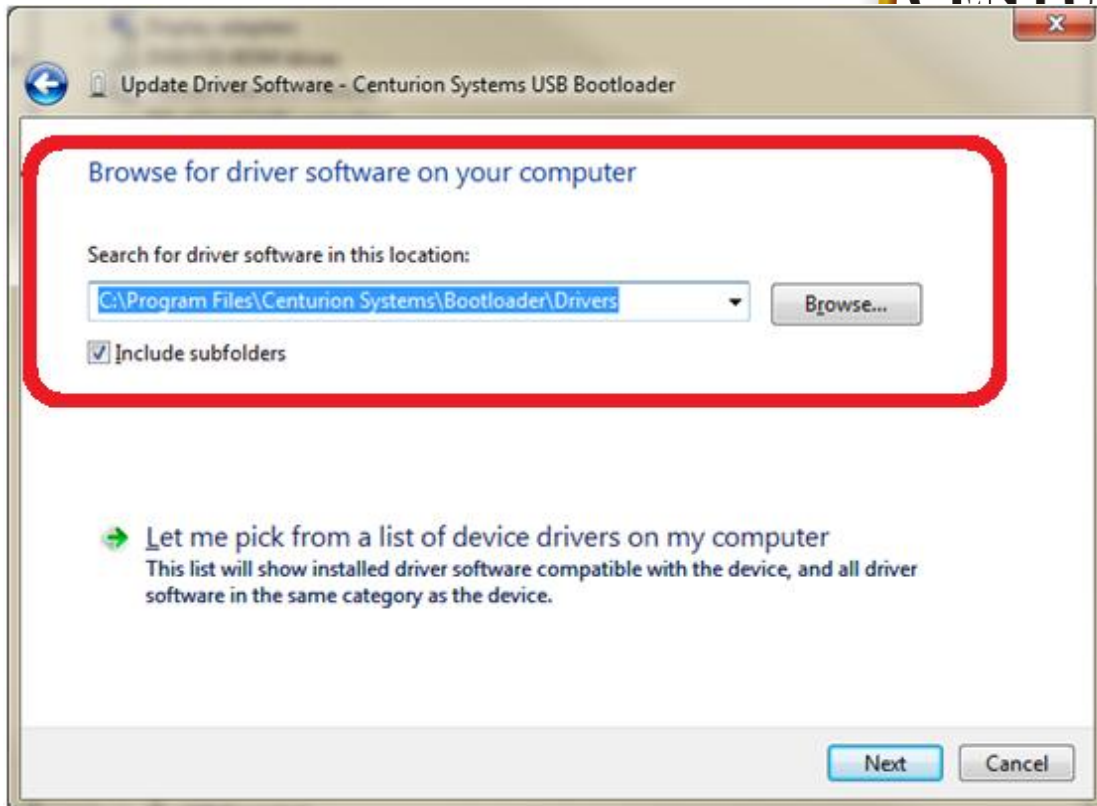 Update Driver Software - Centurion Systems USB Bootloader
Browse for driver software on your computer
Search for driver software in this location:
C:\Program Files\Centurion Systems\Bootloader\Drivers
Browse...
Include subfolders
Let me pick from a list of device drivers on my computer
This list will show installed driver software compatible with the device, and all driver
software in the same category as the device.
Next Cancel